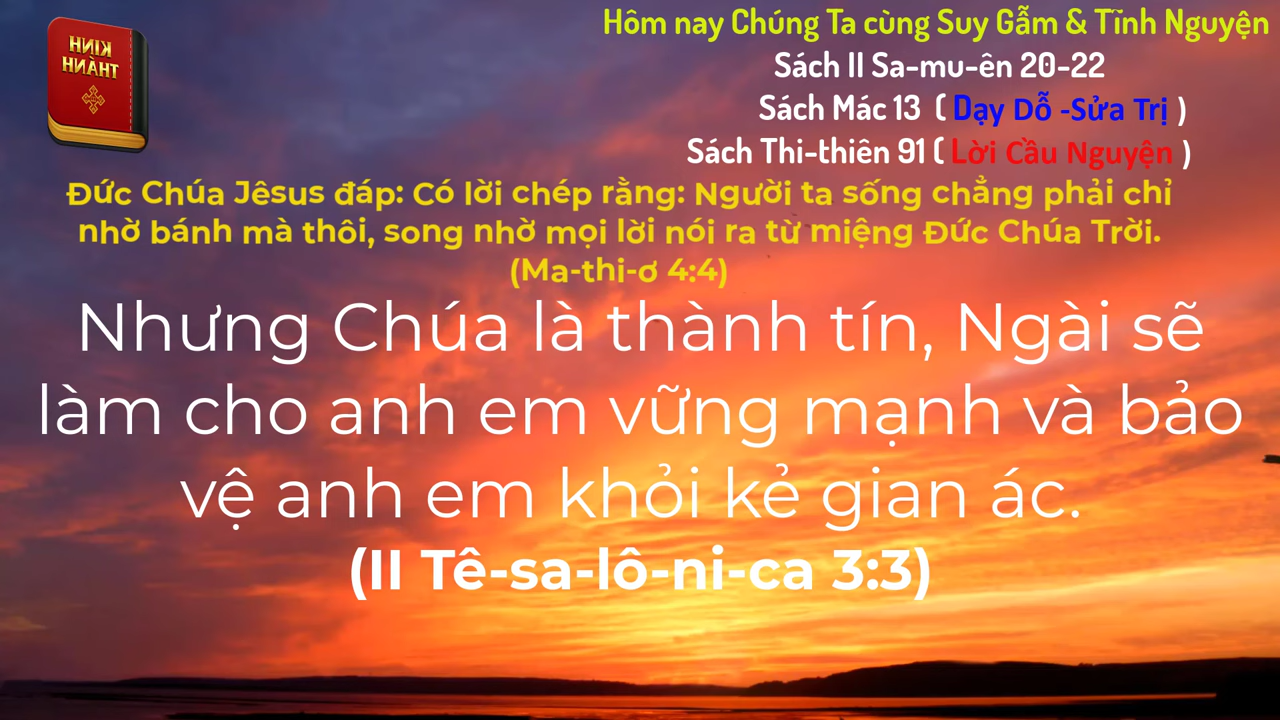 KINH
THÁNH
Hôm nay Chúng Ta cùng Suy Gẫm & Tĩnh Nguyện
Sách II Sa-mu-ên 20-22
Sách Mác 13 ( Dạy Dỗ -Sửa Trị )
Sách Thi-thiên 91 ( Lời Cầu Nguyện )
Đức Chúa Jêsus đáp: Có lời chép rằng: Người ta sống chẳng phải chỉ
nhờ bánh mà thôi, song nhờ mọi lời nói ra từ miệng Đức Chúa Trời.
(Ma-thi-ơ 4:4)
Nhưng Chúa là thành tín, Ngài sẽ
làm cho anh em vững mạnh và bảo
vệ anh em khỏi kẻ gian ác.
(II Tê-sa-lô-ni-ca 3:3)